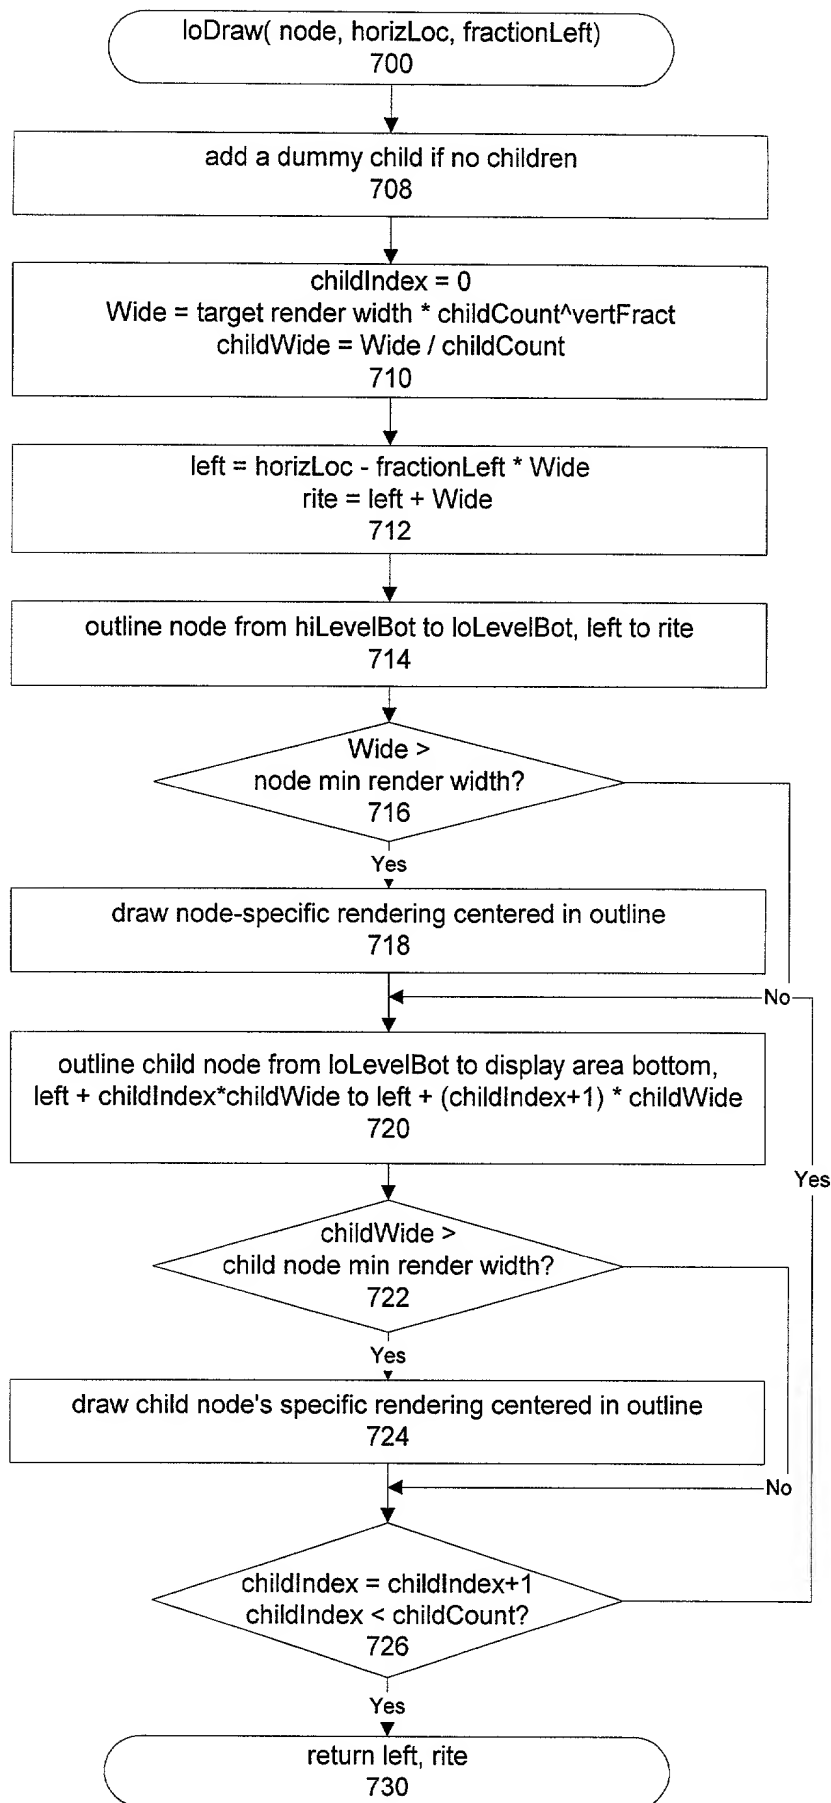 loDraw( node, horizLoc, fractionLeft)
700
add a dummy child if no children
708
childIndex = 0
Wide = target render width * childCount^vertFract
childWide = Wide / childCount
710
left = horizLoc - fractionLeft * Wide
rite = left + Wide
712
outline node from hiLevelBot to loLevelBot, left to rite
714
Wide >
node min render width?
716
Yes
draw node-specific rendering centered in outline
718
No
outline child node from loLevelBot to display area bottom,
left + childIndex*childWide to left + (childIndex+1) * childWide
720
Yes
childWide >
child node min render width?
722
Yes
draw child node's specific rendering centered in outline
724
No
childIndex = childIndex+1
childIndex < childCount?
726
Yes
return left, rite
730